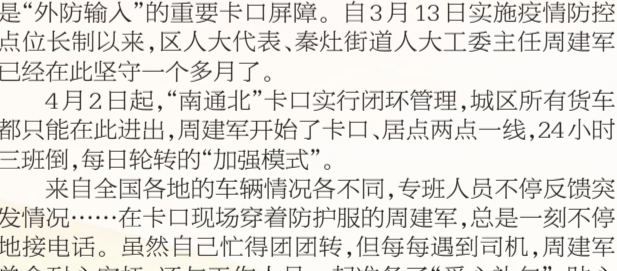 是“外防输入”的重要卡口屏障。自3月13日实施疫情防控
点位长制以来,区人大代表、秦灶街道人大工委主任周建军
已经在此坚守一个多月了。
4月2日起,“南通北”卡口实行闭环管理,城区所有货车
都只能在此进出,周建军开始了卡口、居点两点一线,24小时
三班倒,每日轮转的“加强模式”。
来自全国各地的车辆情况各不同,专班人员不停反馈突
发情况……在卡口现场穿着防护服的周建军,总是一刻不停
地接电话。虽然自己忙得团团转,但每每遇到司机,周建军